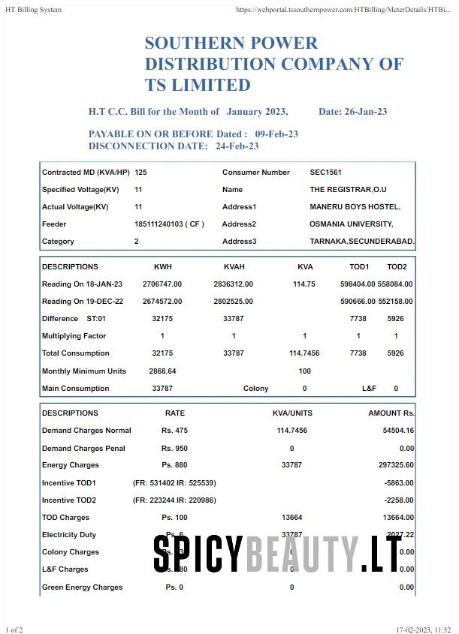 HT Billing System https://webportal.tssouthernpower.com/HTBilling/MeterDetails/HTBi...
SOUTHERN POWER
DISTRIBUTION COMPANY OF
TS LIMITED
H.T C.C. Bill for the Month of January 2023, Date: 26-Jan-23
PAYABLE ON OR BEFORE Dated : 09-Feb-23
DISCONNECTION DATE: 24-Feb-23
Contracted MD (KVA/HP) 125 Consumer Number SEC1561
Specified Voltage(KV) 11 Name THE REGISTRAR,O.U
Actual Voltage(KV) 11 Address1 MANERU BOYS HOSTEL,
Feeder 185111240103 ( CF ) Address2 OSMANIA UNIVERSITY,
Category 2 Address3 TARNAKA,SECUNDERABAD.
DESCRIPTIONS KWH KVAH KVA TOD1 TOD2
Reading On 18-JAN-23 2706747.00 2836312.00 114.75 598404.00 558084.00
Reading On 19-DEC-22 2674572.00 2802525.00 590666.00 552158.00
Difference ST:01 32175 33787 7738 5926
Multiplying Factor 1 1 1 1 1
Total Consumption 32175 33787 114.7456 7738 5926
Monthly Minimum Units 2868.64 100
Main Consumption 33787 Colony 0 L&F 0
DESCRIPTIONS RATE KVA/UNITS AMOUNT Rs.
Demand Charges Normal Rs. 475 114.7456 54504.16
Demand Charges Penal Rs. 950 0 0.00
Energy Charges Ps. 880 33787 297325.60
Incentive TOD1 (FR: 531402 IR: 525539) -5863.00
Incentive TOD2 (FR: 223244 IR: 220986) -2258.00
TOD Charges Ps. 100 13664 13664.00
Electricity Duty Ps. 6 33787 2027.22
Colony Charges 0.00
L&F Charges 0.00
Green Energy Charges Ps. 0 0 0.00
SPICYBEAUTY.LT
1 of 2 17-02-2023, 11:52